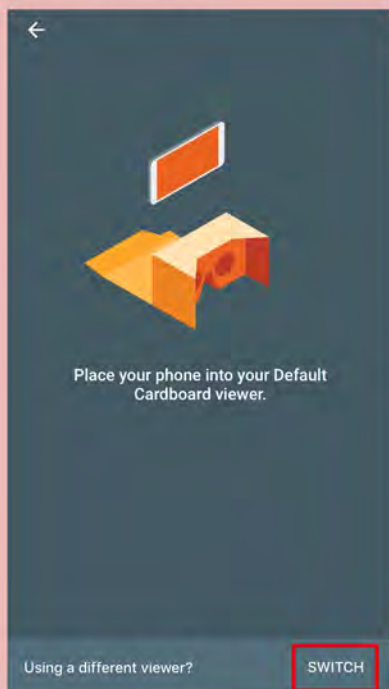 Place your phone into your Default
Cardboard viewer.
Using a different viewer?
SWITCH